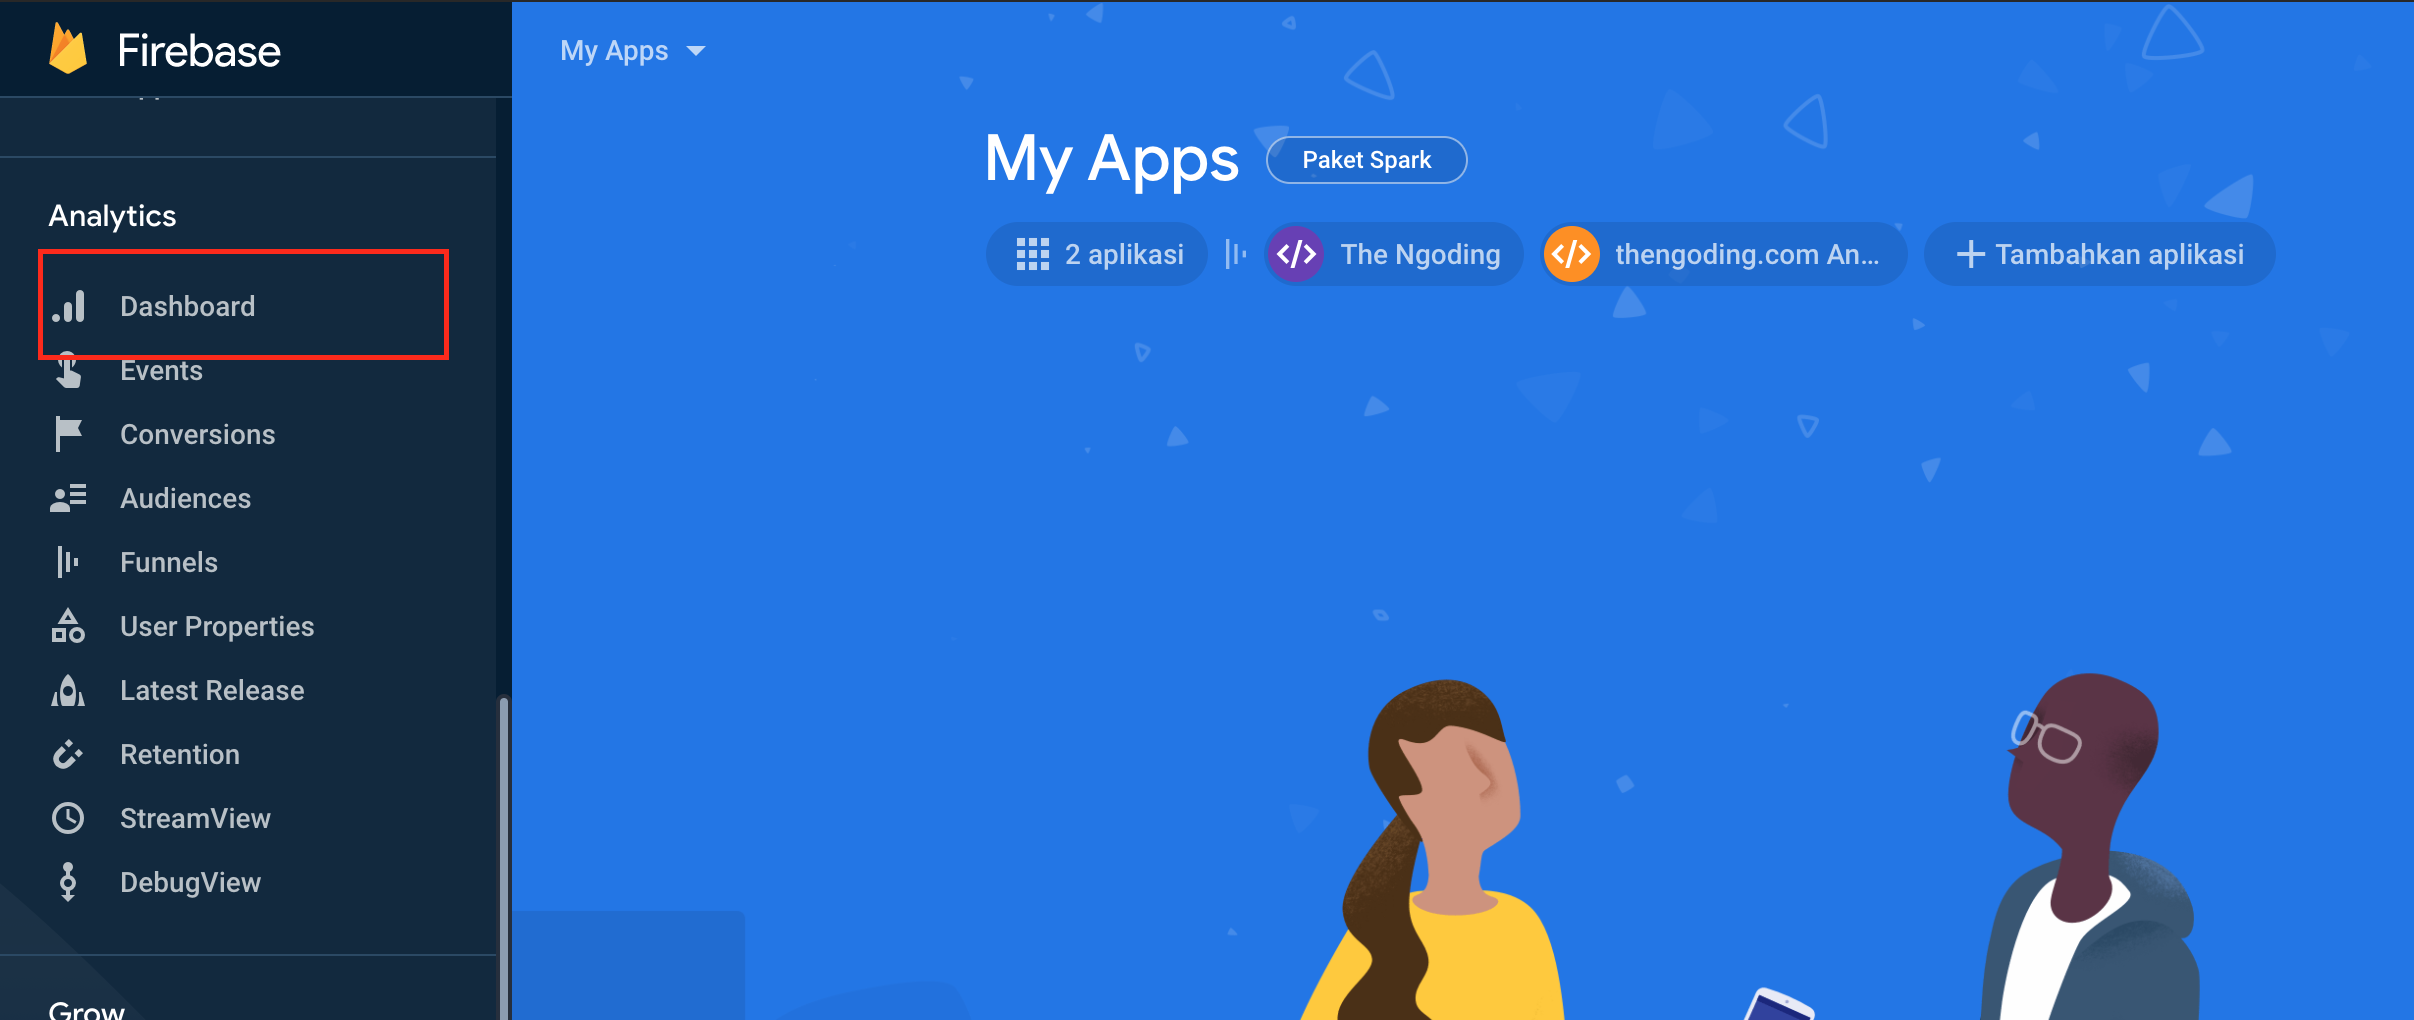 Firebase
Analytics
Dashboard
Events
Conversions
Audiences
Funnels
User Properties
Latest Release
Retention
StreamView
DebugView
Grow
My Apps
My Apps Paket Spark
2 aplikasi The Ngoding thengoding.com An... Tambahkan aplikasi